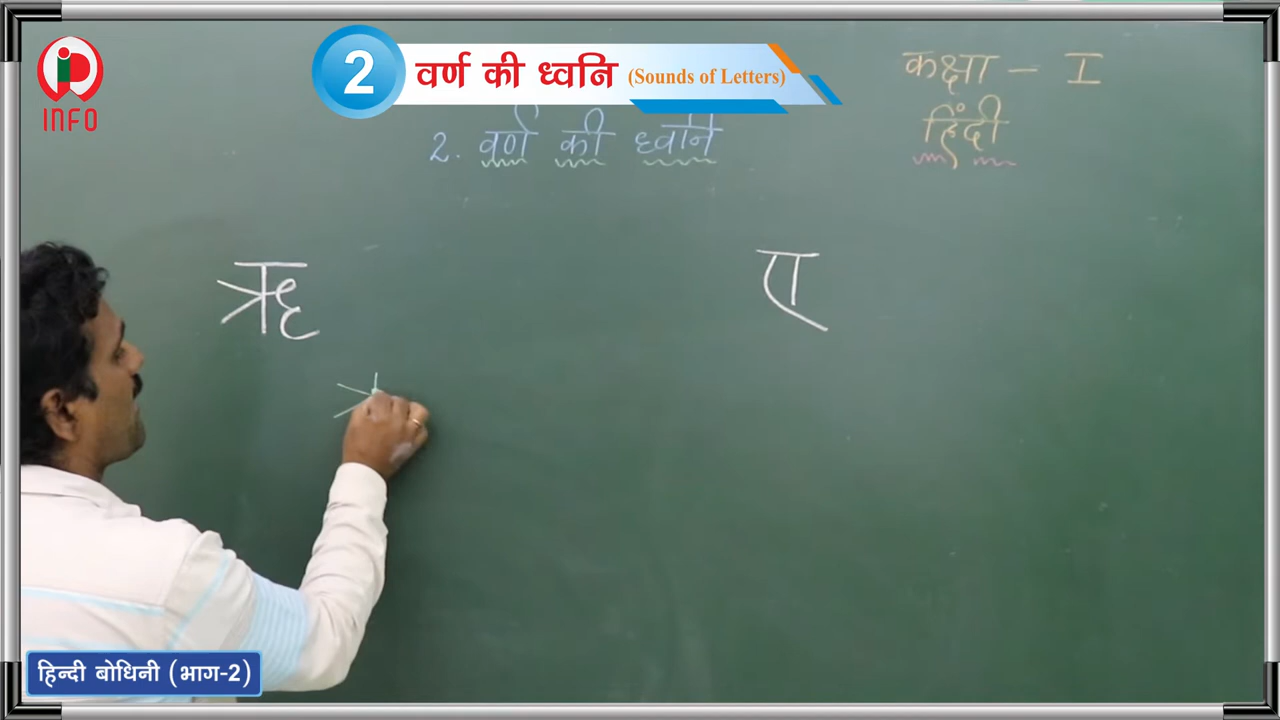 INFO
2 वर्ण की ध्वनि (Sounds of Letters)
कक्षा - I
हिंदी
2. वर्ण की ध्वनि
ऋ ए
हिन्दी बोधिनी (भाग-2)